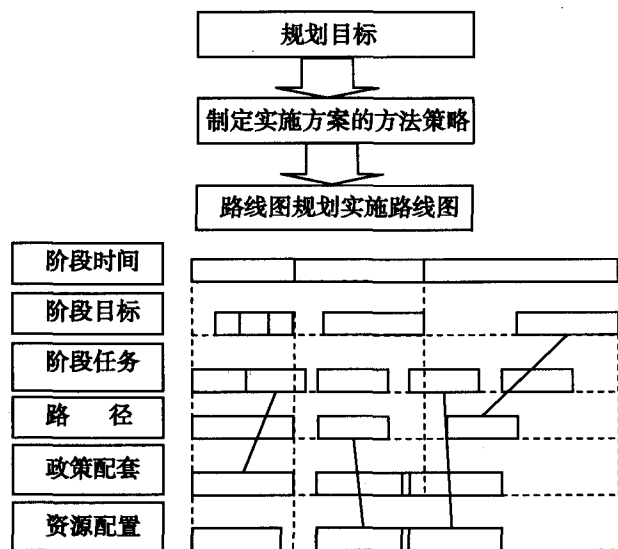 规划目标
制定实施方案的方法策略
路线图规划实施路线图
阶段时间
阶段目标
阶段任务
路 径
政策配套
资源配置